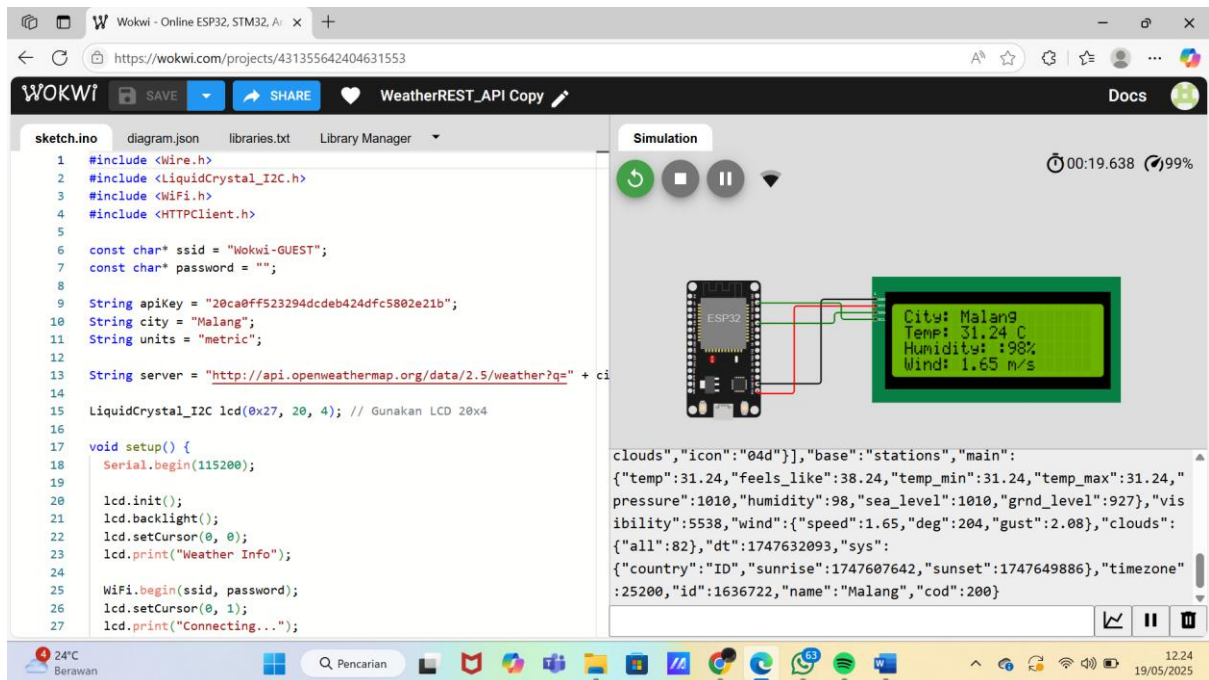 Wokwi - Online ESP32, STM32, Ar
https://wokwi.com/projects/431355642404631553
WOKWI SAVE SHARE WeatherREST_API Copy Docs
sketch.ino diagram.json libraries.txt Library Manager
Simulation
00:19.638 99%
1 #include <Wire.h>
2 #include <LiquidCrystal_I2C.h>
3 #include <WiFi.h>
4 #include <HTTPClient.h>
5
6 const char* ssid = "Wokwi-GUEST";
7 const char* password = "";
8
9 String apiKey = "20ca0ff523294dcdeb424dfc5802e21b";
10 String city = "Malang";
11 String units = "metric";
12
13 String server = "http://api.openweathermap.org/data/2.5/weather?q=" + ci
14
15 LiquidCrystal_I2C lcd(0x27, 20, 4); // Gunakan LCD 20x4
16
17 void setup() {
18 Serial.begin(115200);
19
20 lcd.init();
21 lcd.backlight();
22 lcd.setCursor(0, 0);
23 lcd.print("Weather Info");
24
25 WiFi.begin(ssid, password);
26 lcd.setCursor(0, 1);
27 lcd.print("Connecting...");
ESP32
City: Malang
Temp: 31.24 C
Humidity: :98%
Wind: 1.65 m/s
clouds","icon":"04d"}],"base":"stations","main":
{"temp":31.24,"feels_like":38.24,"temp_min":31.24,"temp_max":31.24,"
pressure":1010,"humidity":98,"sea_level":1010,"grnd_level":927},"vis
ibility":5538,"wind":{"speed":1.65,"deg":204,"gust":2.08},"clouds":
{"all":82},"dt":1747632093,"sys":
{"country":"ID","sunrise":1747607642,"sunset":1747649886},"timezone"
:25200,"id":1636722,"name":"Malang","cod":200}
4
24°C
Berawan
Pencarian
63
12.24
19/05/2025